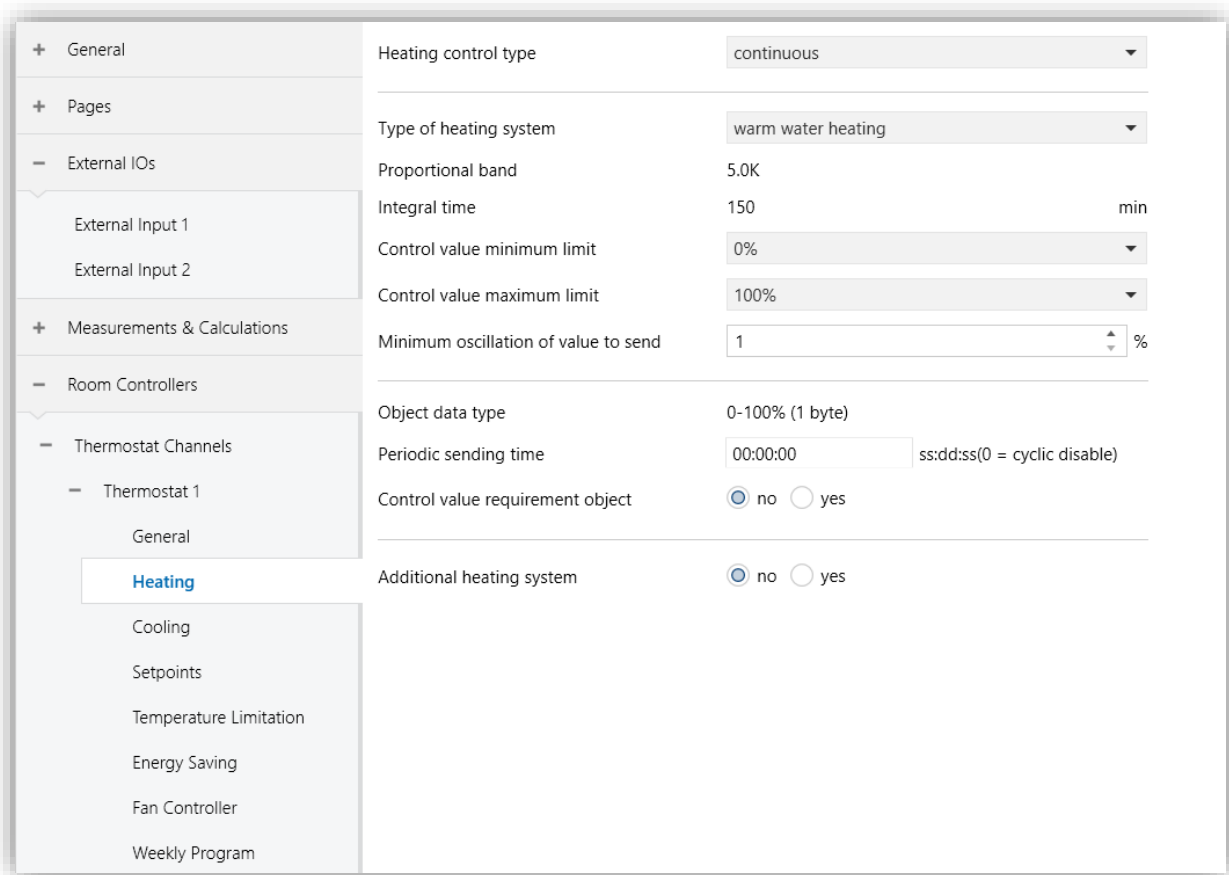 General
Pages
External IOs
External Input 1
External Input 2
Measurements & Calculations
Room Controllers
Thermostat Channels
Thermostat 1
General
Heating
Cooling
Setpoints
Temperature Limitation
Energy Saving
Fan Controller
Weekly Program
Heating control type continuous
Type of heating system warm water heating
Proportional band 5.0K
Integral time 150 min
Control value minimum limit 0%
Control value maximum limit 100%
Minimum oscillation of value to send 1 %
Object data type 0-100% (1 byte)
Periodic sending time 00:00:00 ss:dd:ss(0 = cyclic disable)
Control value requirement object no yes
Additional heating system no yes